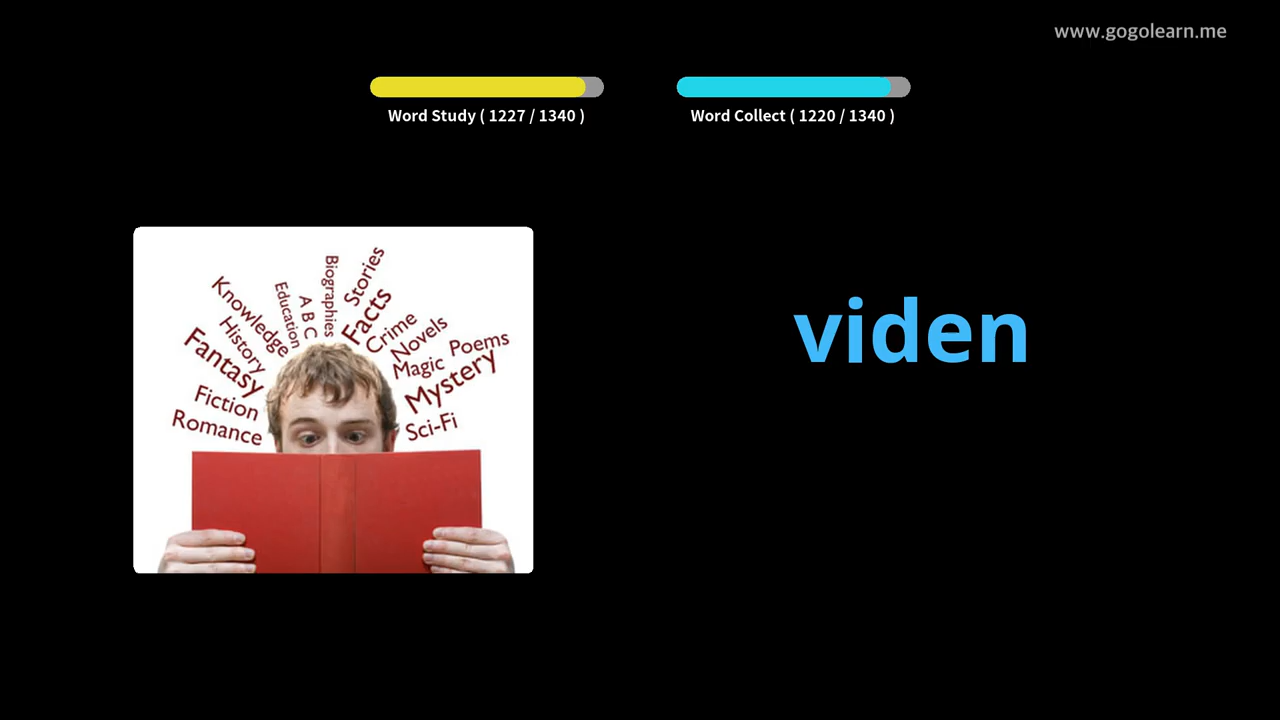 www.gogolearn.me
Word Study ( 1227 / 1340 )
Word Collect ( 1220 / 1340 )
viden
Romance
Fiction
Fantasy
History
Knowledge
Education
A B C
Biographies
Stories
Facts
Crime
Novels
Magic
Poems
Mystery
Sci-Fi